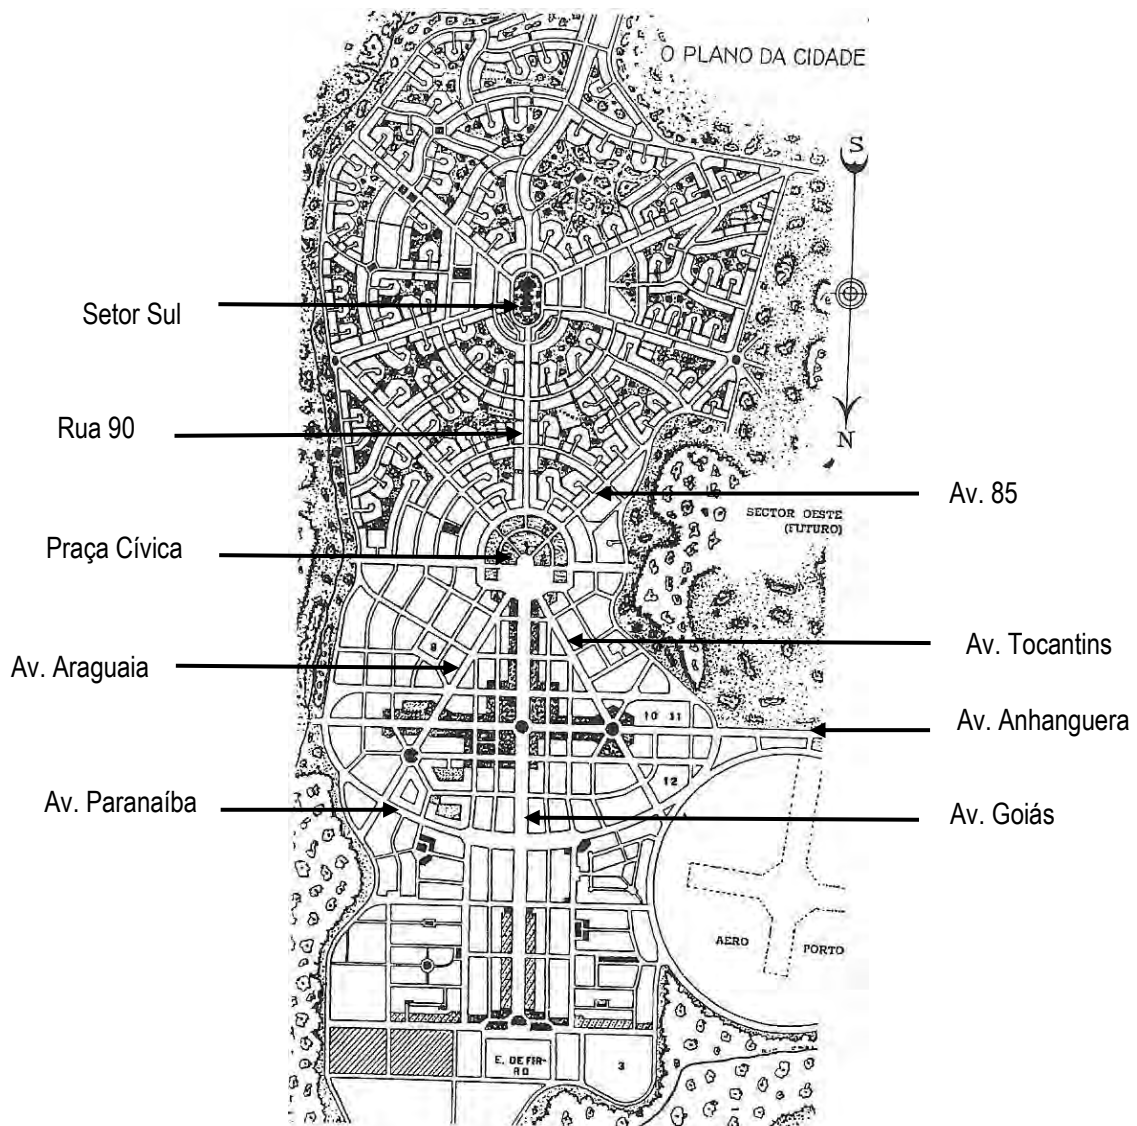 O PLANO DA CIDADE
S
Setor Sul
Rua 90
N
Av. 85
SECTOR OESTE
(FUTURO)
Praça Cívica
Av. Tocantins
9
Av. Araguaia
10 11
Av. Anhanguera
12
Av. Paranaíba
Av. Goiás
AERO PORTO
E. DE FIR-
RO
3